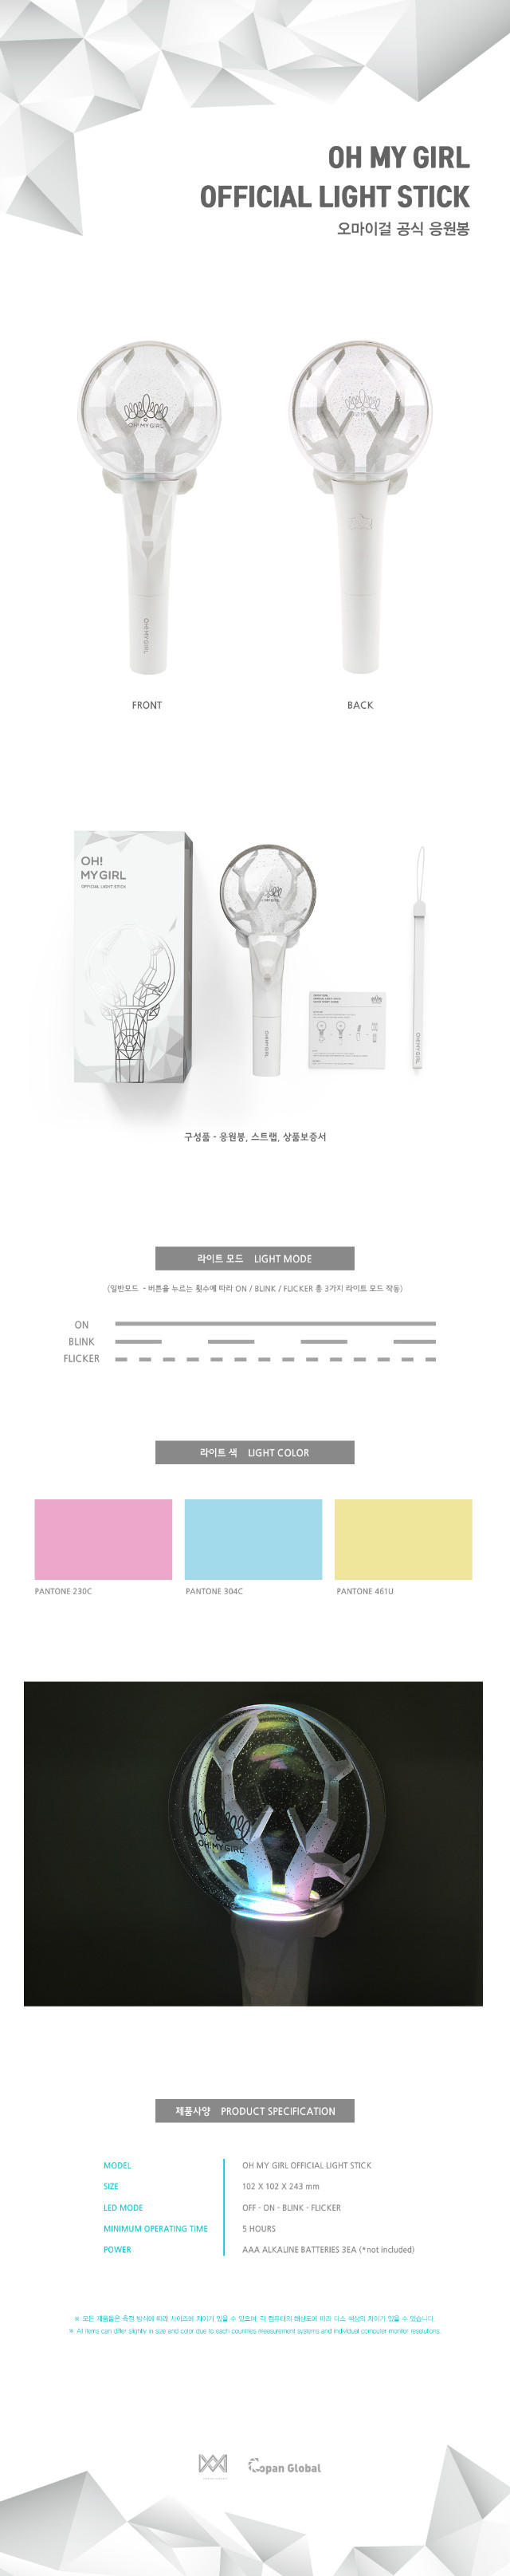 OH MY GIRL
OFFICIAL LIGHT STICK
오마이걸 공식 응원봉
OH! MY GIRL
OH! MY GIRL
FRONT
BACK
OH!
MY GIRL
OFFICIAL LIGHT STICK
OH! MY GIRL
OH! MY GIRL
구성품 - 응원봉, 스트랩, 상품보증서
라이트 모드 LIGHT MODE
(일반모드 - 버튼을 누르는 횟수에 따라 ON / BLINK / FLICKER 총 3가지 라이트 모드 작동)
ON
BLINK
FLICKER
라이트 색 LIGHT COLOR
PANTONE 230C
PANTONE 304C
PANTONE 461U
OH! MY GIRL
제품사양 PRODUCT SPECIFICATION
MODEL OH MY GIRL OFFICIAL LIGHT STICK
SIZE 102 X 102 X 243 mm
LED MODE OFF - ON - BLINK - FLICKER
MINIMUM OPERATING TIME 5 HOURS
POWER AAA ALKALINE BATTERIES 3EA (*not included)
※ 모든 제품들은 측정 방식에 따라 사이즈에 차이가 있을 수 있으며, 각 컴퓨터의 해상도에 따라 다소 색상의 차이가 있을 수 있습니다.
※ All items can differ slightly in size and color due to each countries measurement systems and individual computer monitor resolutions.
Copan Global